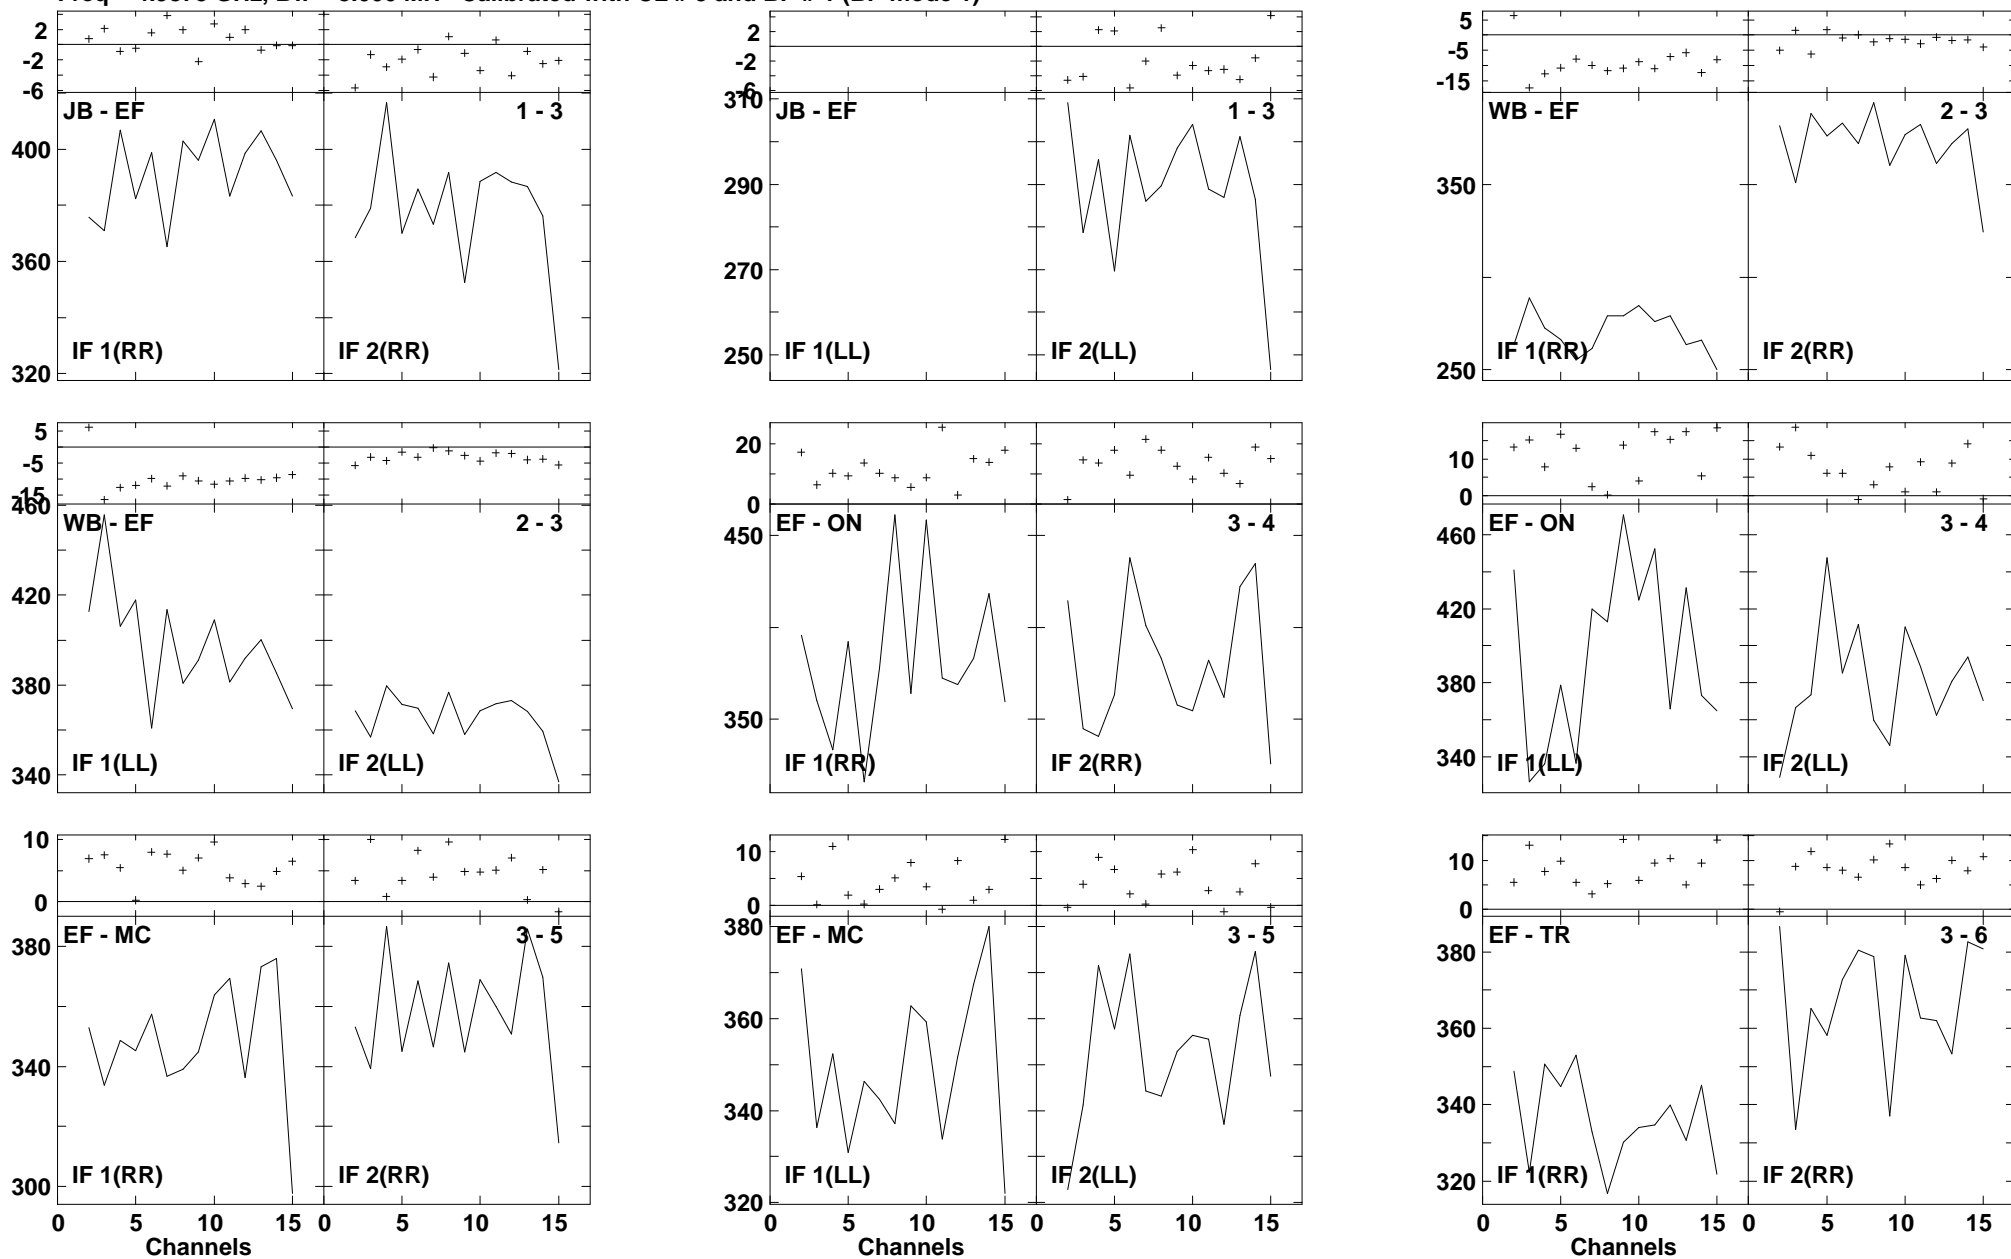 2
-2
-6
JB - EF
1 - 3
400
360
320
IF 1(RR)
IF 2(RR)
2
-2
-6
310
JB - EF
1 - 3
290
270
250
IF 1(LL)
IF 2(LL)
5
-5
-15
WB - EF
2 - 3
350
250
IF 1(RR)
IF 2(RR)
5
-5
-15
460
WB - EF
2 - 3
420
380
340
IF 1(LL)
IF 2(LL)
20
0
EF - ON
3 - 4
450
350
IF 1(RR)
IF 2(RR)
10
0
EF - ON
3 - 4
460
420
380
340
IF 1(LL)
IF 2(LL)
10
0
EF - MC
3 - 5
380
340
300
IF 1(RR)
IF 2(RR)
0 5 10 15 0 5 10 15
Channels
10
0
380
EF - MC
3 - 5
360
340
320
IF 1(LL)
IF 2(LL)
0 5 10 15 0 5 10 15
Channels
10
0
EF - TR
3 - 6
380
360
340
320
IF 1(RR)
IF 2(RR)
0 5 10 15 0 5 10 15
Channels